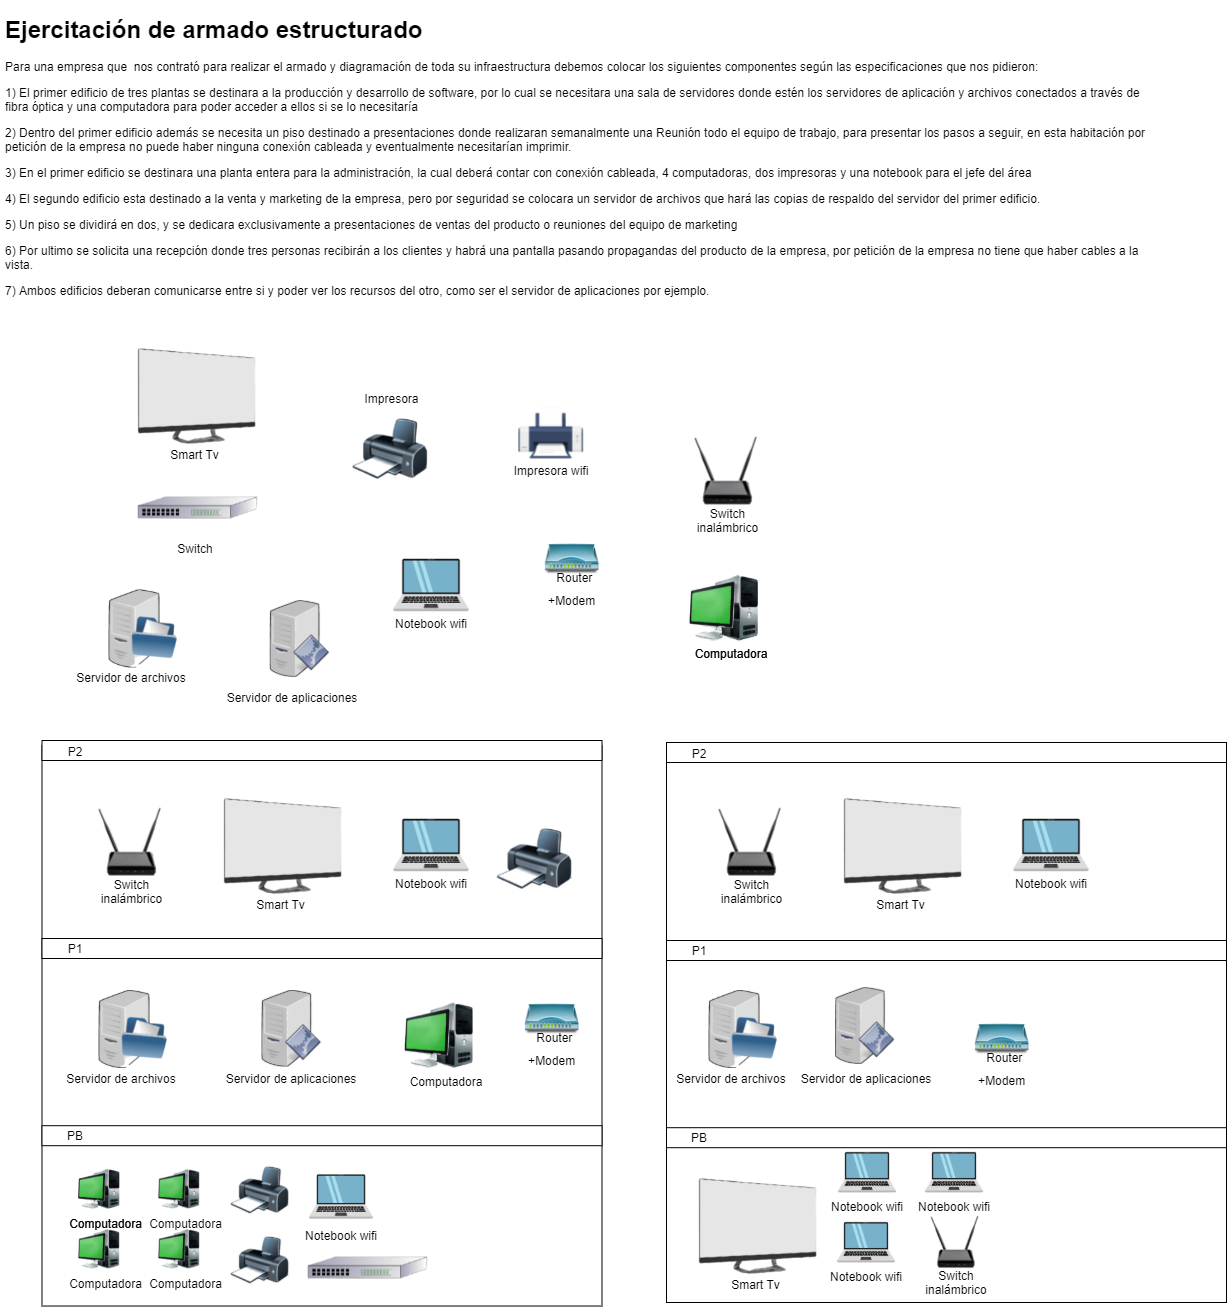 Ejercitación de armado estructurado
Para una empresa que  nos contrató para realizar el armado y diagramación de toda su infraestructura debemos colocar los siguientes componentes según las especificaciones que nos pidieron:
1) El primer edificio de tres plantas se destinara a la producción y desarrollo de software, por lo cual se necesitara una sala de servidores donde estén los servidores de aplicación y archivos conectados a través de
fibra óptica y una computadora para poder acceder a ellos si se lo necesitaría
2) Dentro del primer edificio además se necesita un piso destinado a presentaciones donde realizaran semanalmente una Reunión todo el equipo de trabajo, para presentar los pasos a seguir, en esta habitación por
petición de la empresa no puede haber ninguna conexión cableada y eventualmente necesitarían imprimir.
3) En el primer edificio se destinara una planta entera para la administración, la cual deberá contar con conexión cableada, 4 computadoras, dos impresoras y una notebook para el jefe del área
4) El segundo edificio esta destinado a la venta y marketing de la empresa, pero por seguridad se colocara un servidor de archivos que hará las copias de respaldo del servidor del primer edificio.
5) Un piso se dividirá en dos, y se dedicara exclusivamente a presentaciones de ventas del producto o reuniones del equipo de marketing
6) Por ultimo se solicita una recepción donde tres personas recibirán a los clientes y habrá una pantalla pasando propagandas del producto de la empresa, por petición de la empresa no tiene que haber cables a la
vista.
7) Ambos edificios deberan comunicarse entre si y poder ver los recursos del otro, como ser el servidor de aplicaciones por ejemplo.
Impresora
Smart Tv
Impresora wifi
Switch
inalámbrico
Switch
Router
+Modem
Notebook wifi
Computadora
Servidor de archivos
Servidor de aplicaciones
P2
Switch
inalámbrico
Smart Tv
Notebook wifi
P1
Servidor de archivos
Servidor de aplicaciones
Computadora
Router
+Modem
PB
Computadora
Computadora
Notebook wifi
Computadora
Computadora
P2
Switch
inalámbrico
Smart Tv
Notebook wifi
P1
Servidor de archivos
Servidor de aplicaciones
Router
+Modem
PB
Notebook wifi
Notebook wifi
Smart Tv
Notebook wifi
Switch
inalámbrico